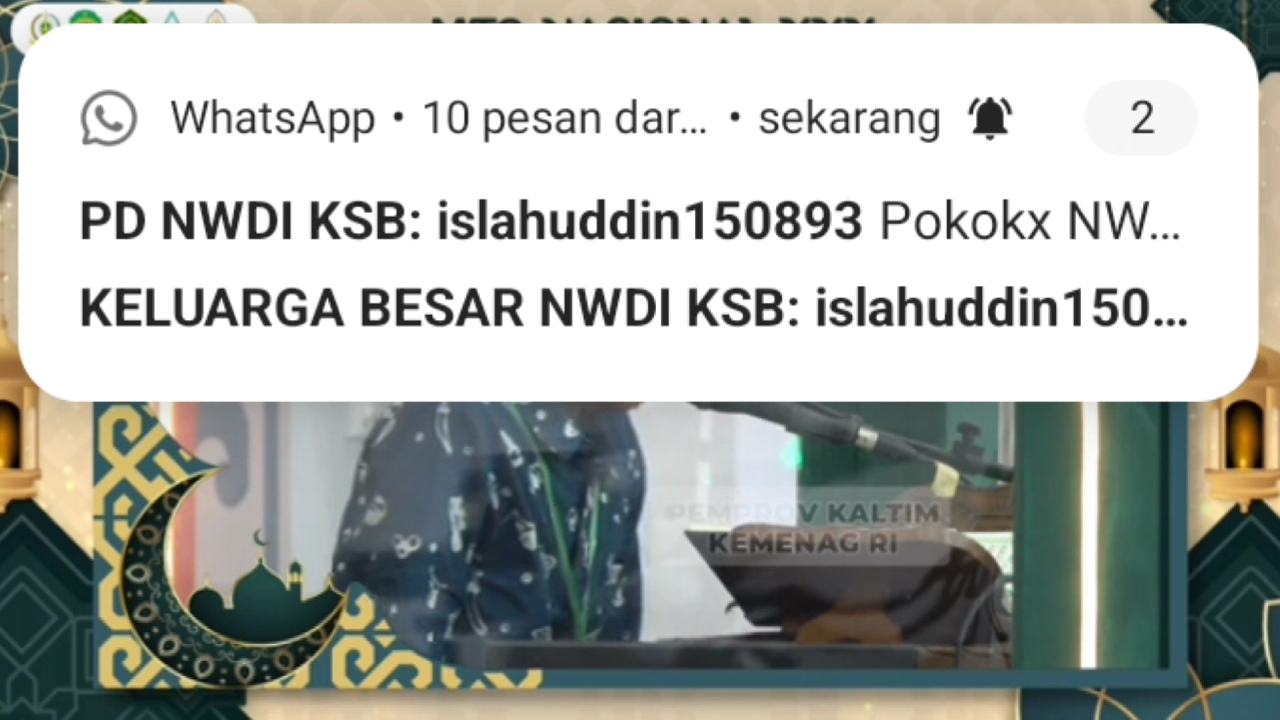 WhatsApp • 10 pesan dar... • sekarang 2
PD NWDI KSB: islahuddin150893 Pokokx NW...
KELUARGA BESAR NWDI KSB: islahuddin150...
PEMPROV KALTIM
KEMENAG RI